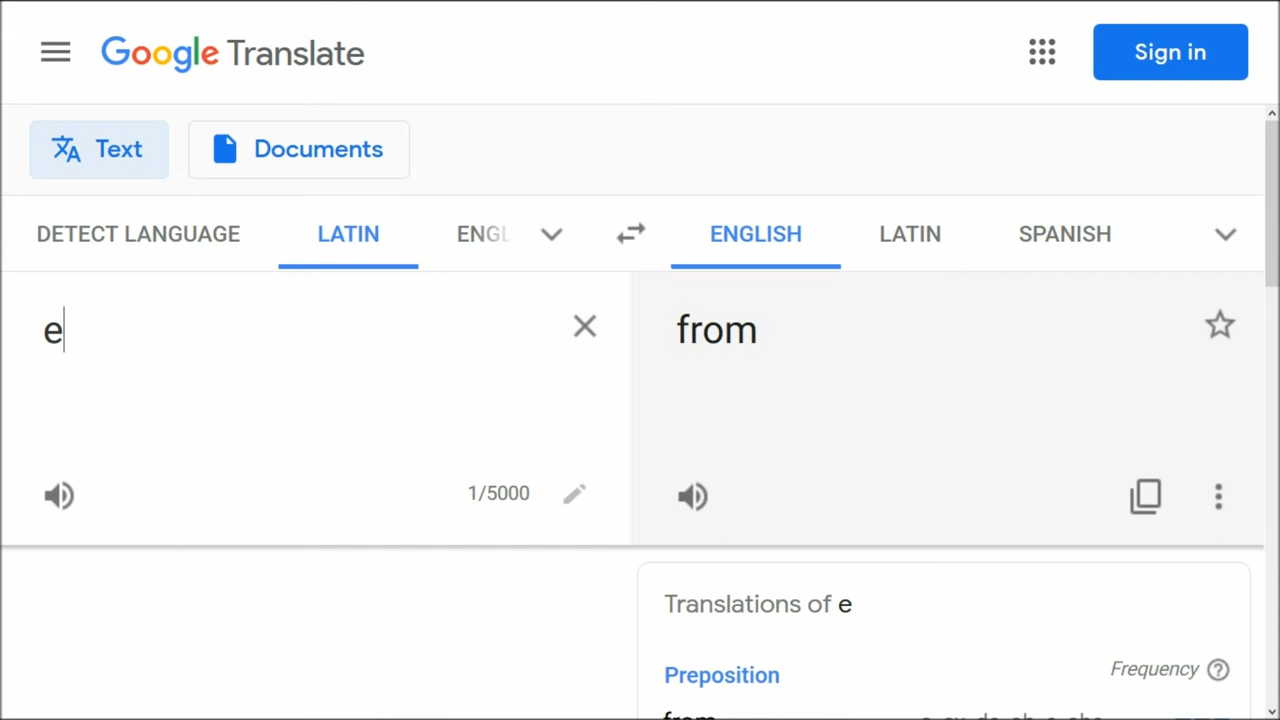 Google Translate
Sign in
Text Documents
DETECT LANGUAGE LATIN ENGL ENGLISH LATIN SPANISH
e from
1/5000
Translations of e
Preposition Frequency
from